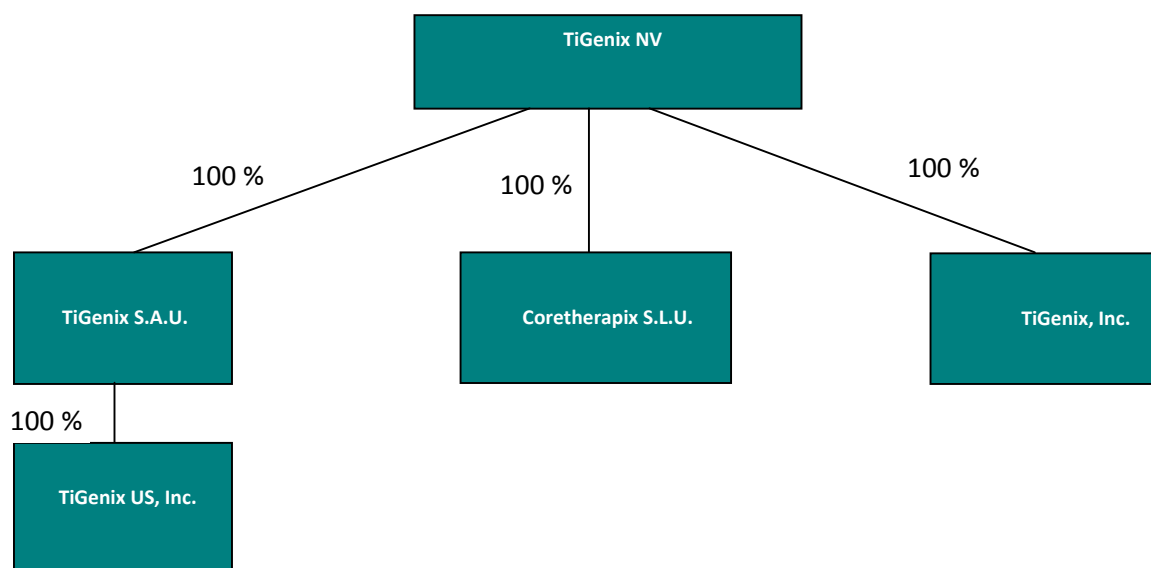 TiGenix NV
100 %
100 %
100 %
TiGenix S.A.U.
Coretherapix S.L.U.
TiGenix, Inc.
100 %
TiGenix US, Inc.